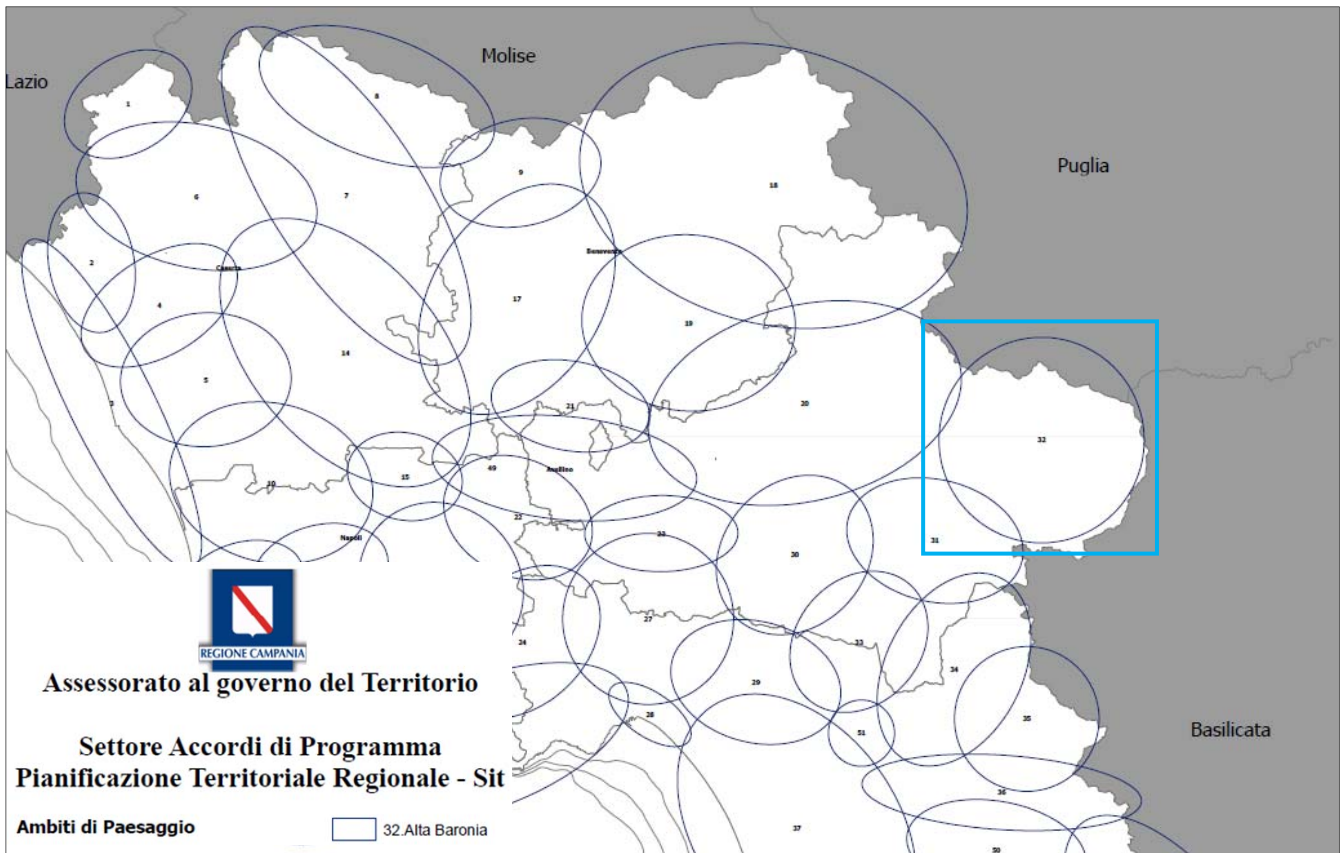 Lazio
Molise
Puglia
Basilicata
1
8
9
18
6
7
2
Benevento
Caserta
4
17
19
14
5
3
20
21
32
49
Avellino
10
15
22
23
Napoli
30
31
24
27
33
34
29
28
51
35
36
37
50
REGIONE CAMPANIA
Assessorato al governo del Territorio
Settore Accordi di Programma
Pianificazione Territoriale Regionale - Sit
Ambiti di Paesaggio
32.Alta Baronia